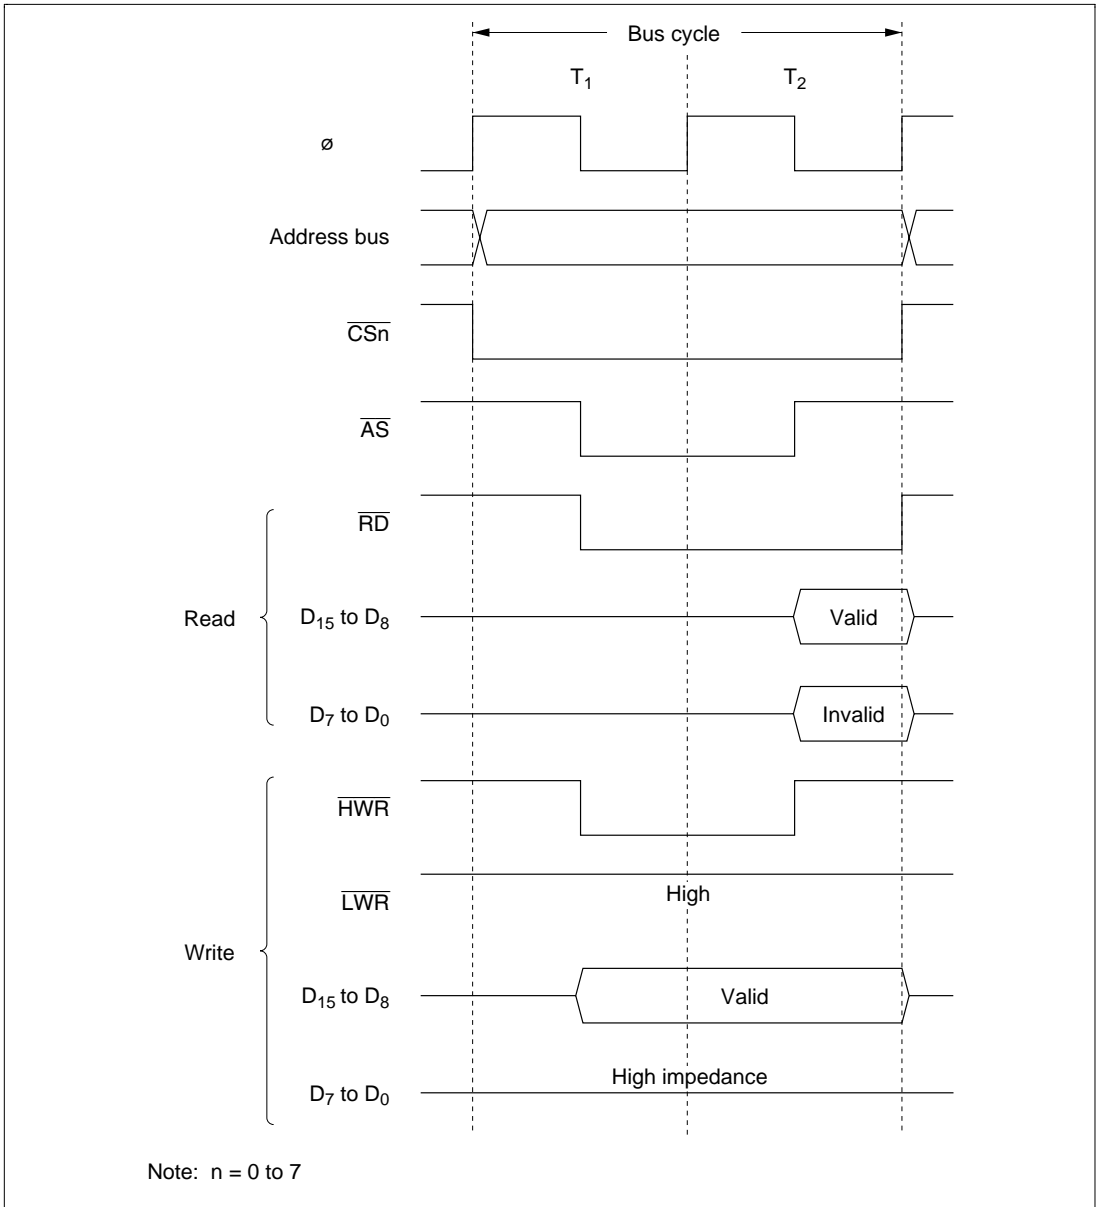 Bus cycle
T1 T2
ø
Address bus
CSn
AS
RD
Read D15 to D8 Valid
D7 to D0 Invalid
HWR
LWR High
Write
D15 to D8 Valid
D7 to D0 High impedance
Note: n = 0 to 7